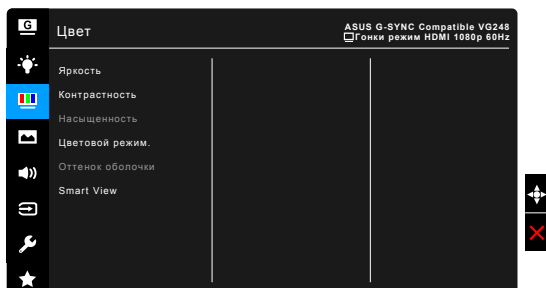 G
Цвет
ASUS G-SYNC Compatible VG248
Гонки режим HDMI 1080p 60Hz
Яркость
Контрастность
Насыщенность
Цветовой режим.
Оттенок оболочки
Smart View